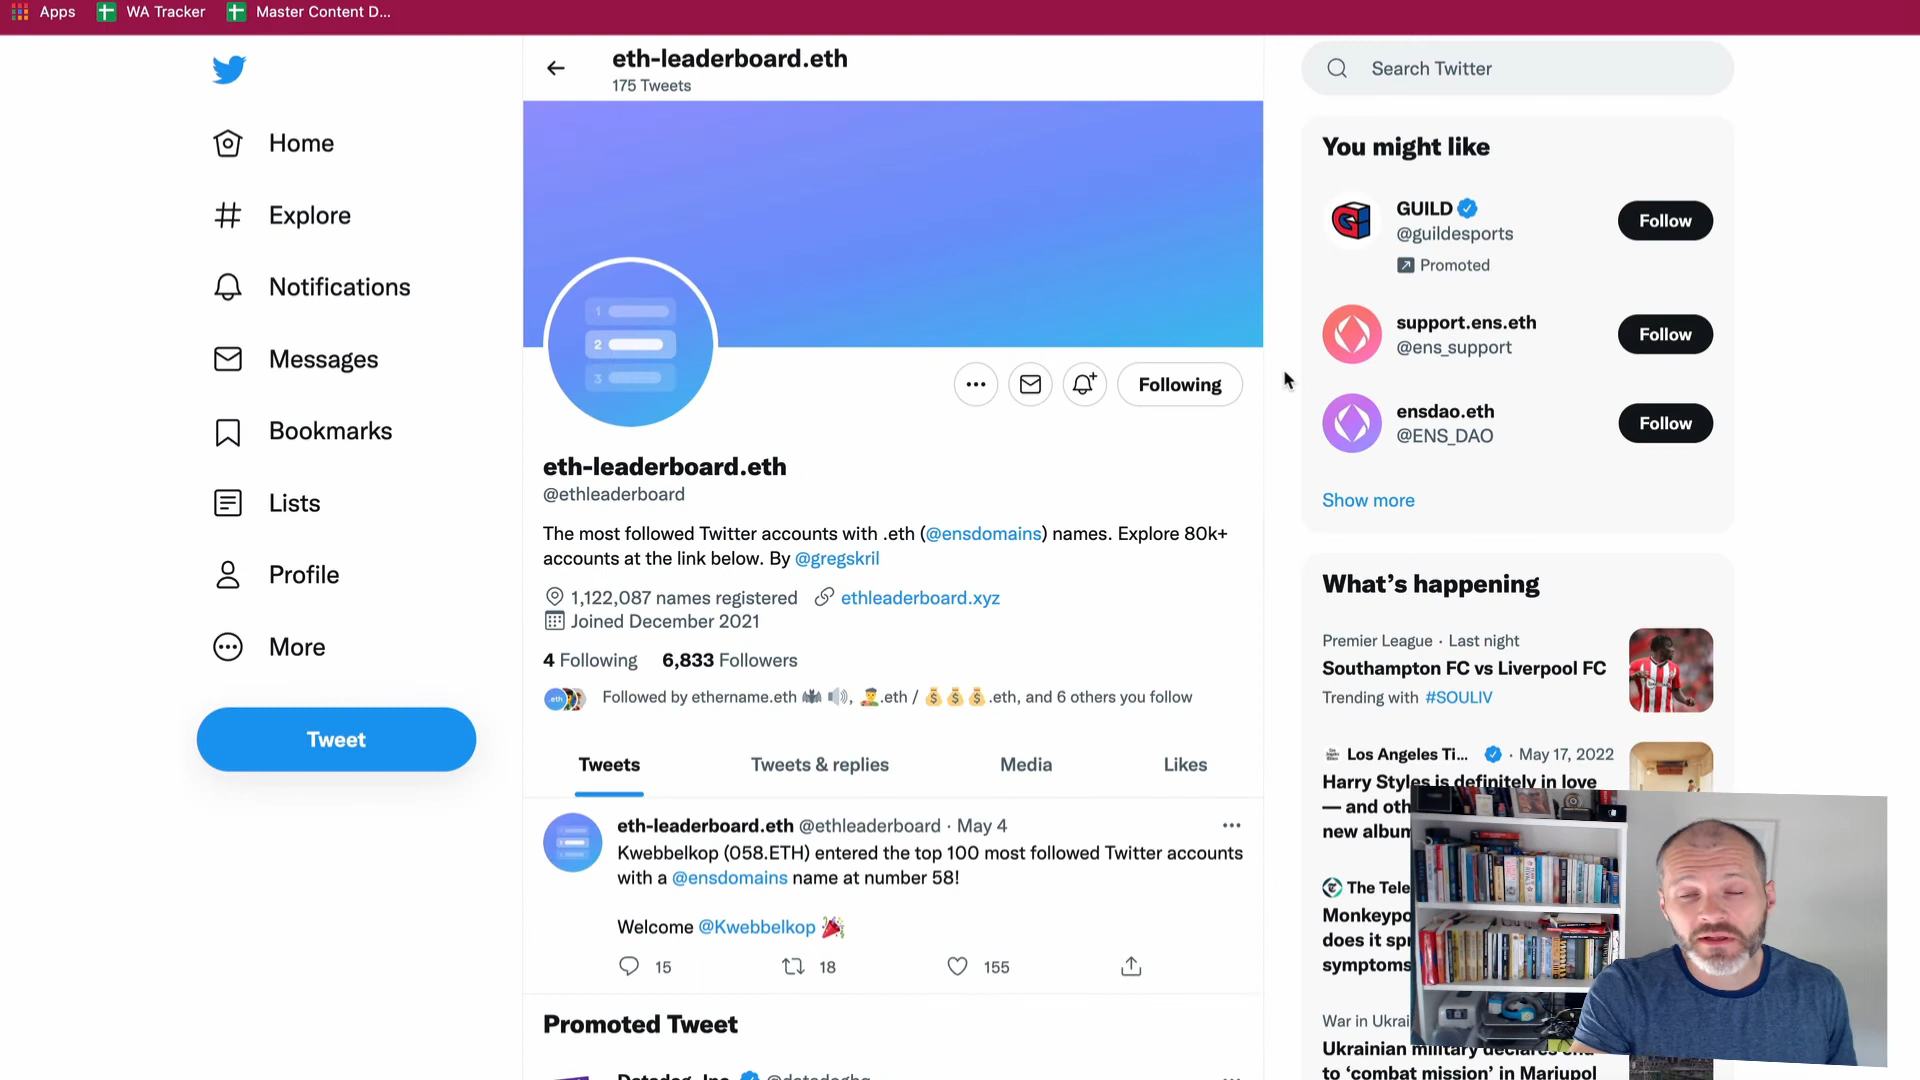 Apps
WA Tracker
Master Content D...
Home
Explore
Notifications
Messages
Bookmarks
Lists
Profile
More
Tweet
eth-leaderboard.eth
175 Tweets
1
2
3
Following
eth-leaderboard.eth
@ethleaderboard
The most followed Twitter accounts with .eth (@ensdomains) names. Explore 80k+
accounts at the link below. By @gregskril
1,122,087 names registered ethleaderboard.xyz
Joined December 2021
4 Following 6,833 Followers
.eth
Followed by ethername.eth 🦇🔊, 👨‍🌾.eth / 💰💰💰.eth, and 6 others you follow
Tweets Tweets & replies Media Likes
eth-leaderboard.eth @ethleaderboard · May 4
Kwebbelkop (058.ETH) entered the top 100 most followed Twitter accounts
with a @ensdomains name at number 58!
Welcome @Kwebbelkop 🎉
15 18 155
Promoted Tweet
Search Twitter
You might like
GUILD
@guildesports
Promoted
Follow
support.ens.eth
@ens_support
Follow
ensdao.eth
@ENS_DAO
Follow
Show more
What's happening
Premier League · Last night
Southampton FC vs Liverpool FC
Trending with #SOULIV
Los Angeles Ti... · May 17, 2022
Harry Styles is definitely in love
— and oth
new album
The Tele
Monkeypo
does it spr
symptoms
War in Ukrai
Ukrainian military declares end
to 'combat mission' in Mariupol